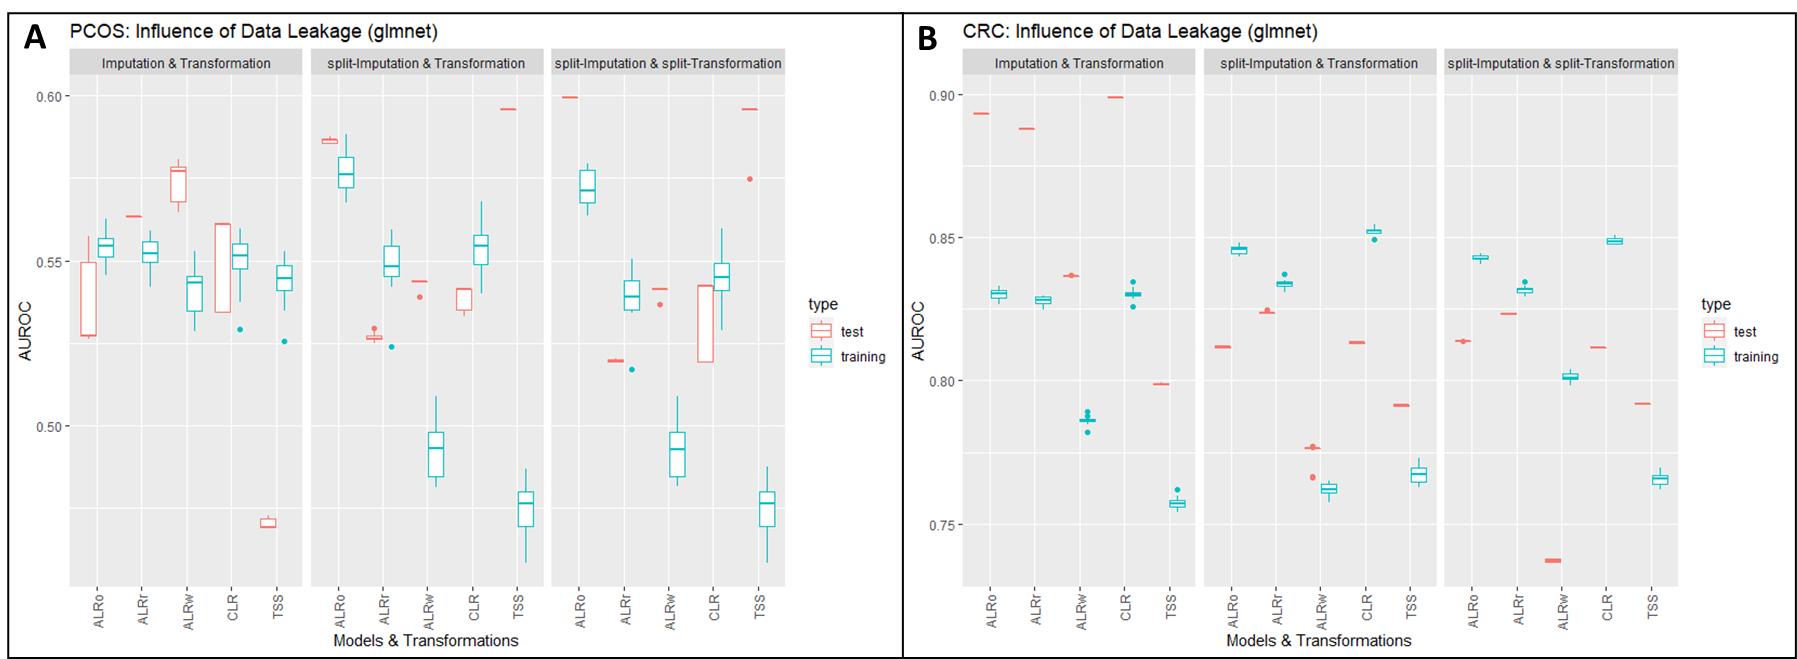 A
PCOS: Influence of Data Leakage (glmnet)
Imputation & Transformation
split-Imputation & Transformation
split-Imputation & split-Transformation
0.60
0.55
0.50
AUROC
ALRo
ALRr
ALRw
CLR
TSS
ALRo
ALRr
ALRw
CLR
TSS
ALRo
ALRr
ALRw
CLR
TSS
Models & Transformations
type
test
training
B
CRC: Influence of Data Leakage (glmnet)
Imputation & Transformation
split-Imputation & Transformation
split-Imputation & split-Transformation
0.90
0.85
0.80
0.75
AUROC
ALRo
ALRr
ALRw
CLR
TSS
ALRo
ALRr
ALRw
CLR
TSS
ALRo
ALRr
ALRw
CLR
TSS
Models & Transformations
type
test
training